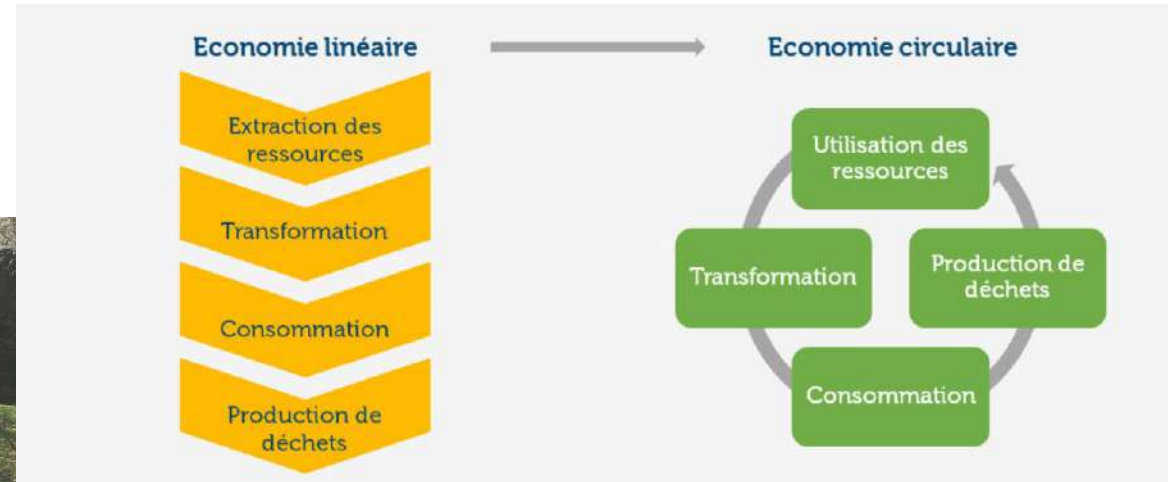 Economie linéaire
Extraction des
ressources
Transformation
Consommation
Production de
déchets
Economie circulaire
Utilisation des
ressources
Transformation
Production de
déchets
Consommation